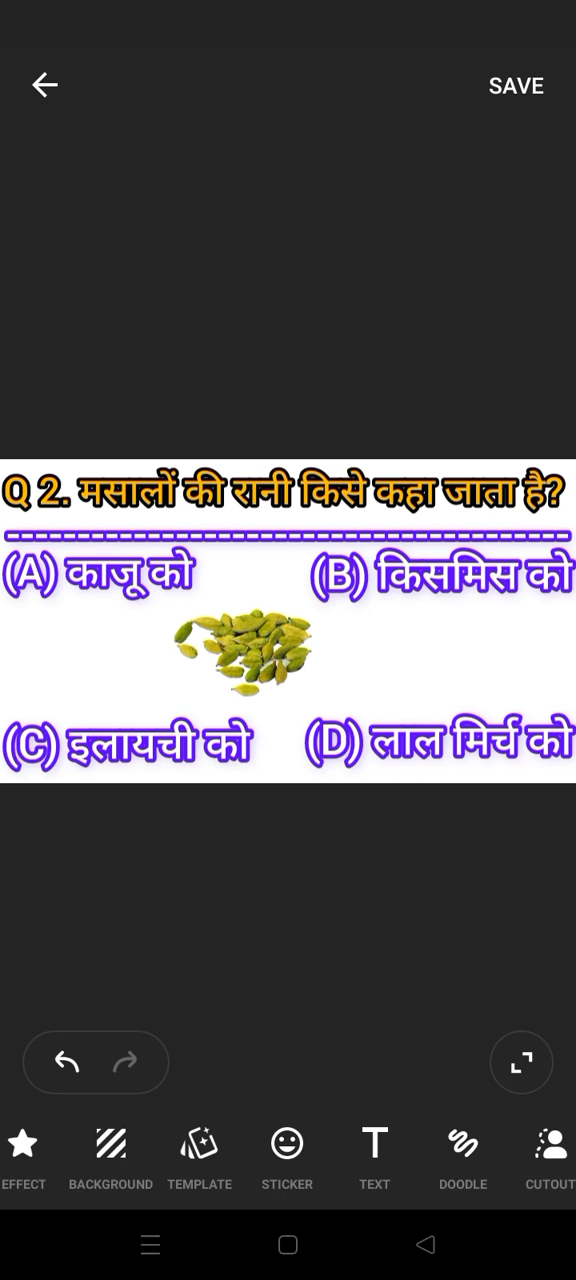 SAVE
Q 2. मसालों की रानी किसे कहा जाता है?
(A) काजू को (B) किसमिस को
(C) इलायची को (D) लाल मिर्च को
EFFECT BACKGROUND TEMPLATE STICKER TEXT DOODLE CUTOUT